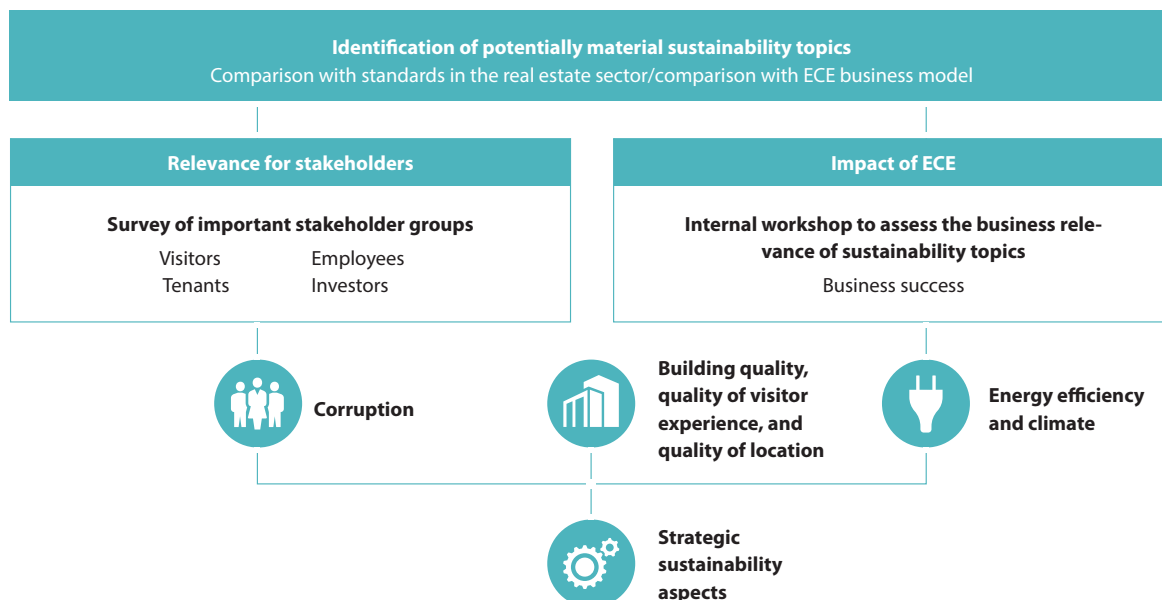 Identification of potentially material sustainability topics
Comparison with standards in the real estate sector/comparison with ECE business model
Relevance for stakeholders
Survey of important stakeholder groups
Visitors Employees
Tenants Investors
Impact of ECE
Internal workshop to assess the business rele-
vance of sustainability topics
Business success
Corruption
Building quality,
quality of visitor
experience, and
quality of location
Energy efficiency
and climate
Strategic
sustainability
aspects